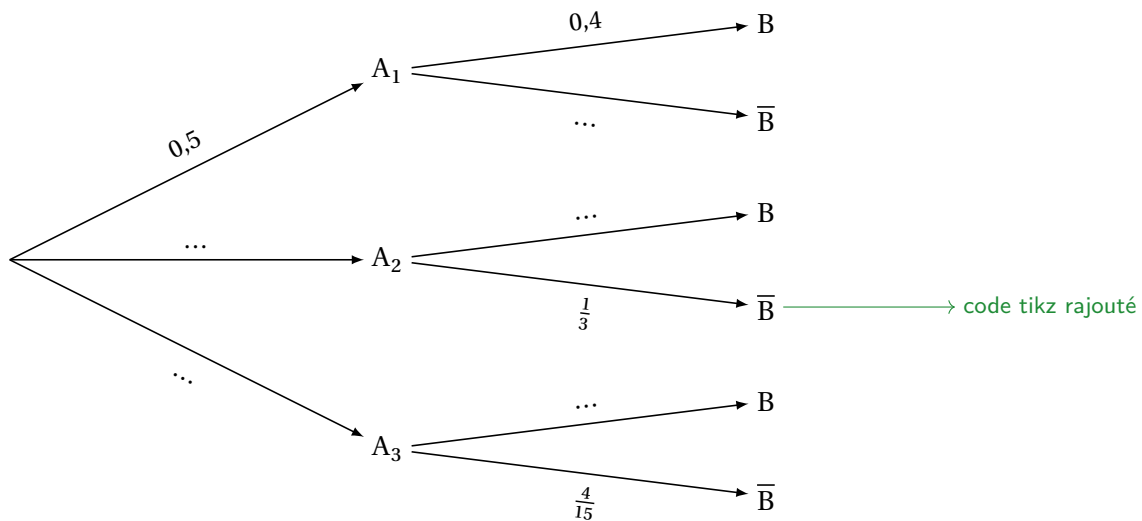 0,4
B
A₁
B̅
...
0,5
...
B
...
A₂
B̅
code tikz rajouté
1/3
...
...
B
A₃
B̅
4/15